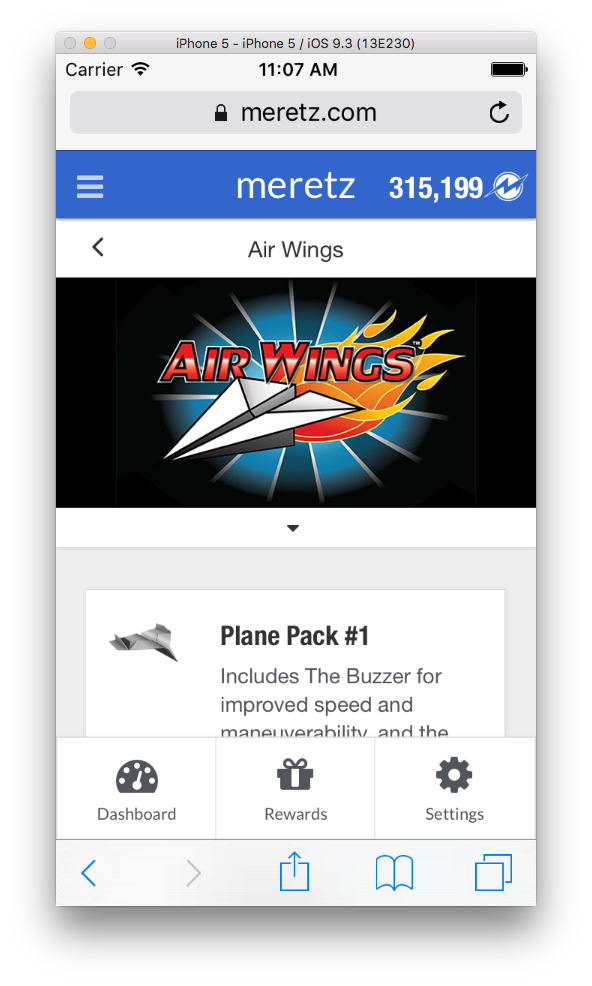 iPhone 5 - iPhone 5 / iOS 9.3 (13E230)
Carrier 11:07 AM
meretz.com
meretz 315,199
Air Wings
AIR WINGS™
Plane Pack #1
Includes The Buzzer for
improved speed and
maneuverability, and the
Dashboard Rewards Settings